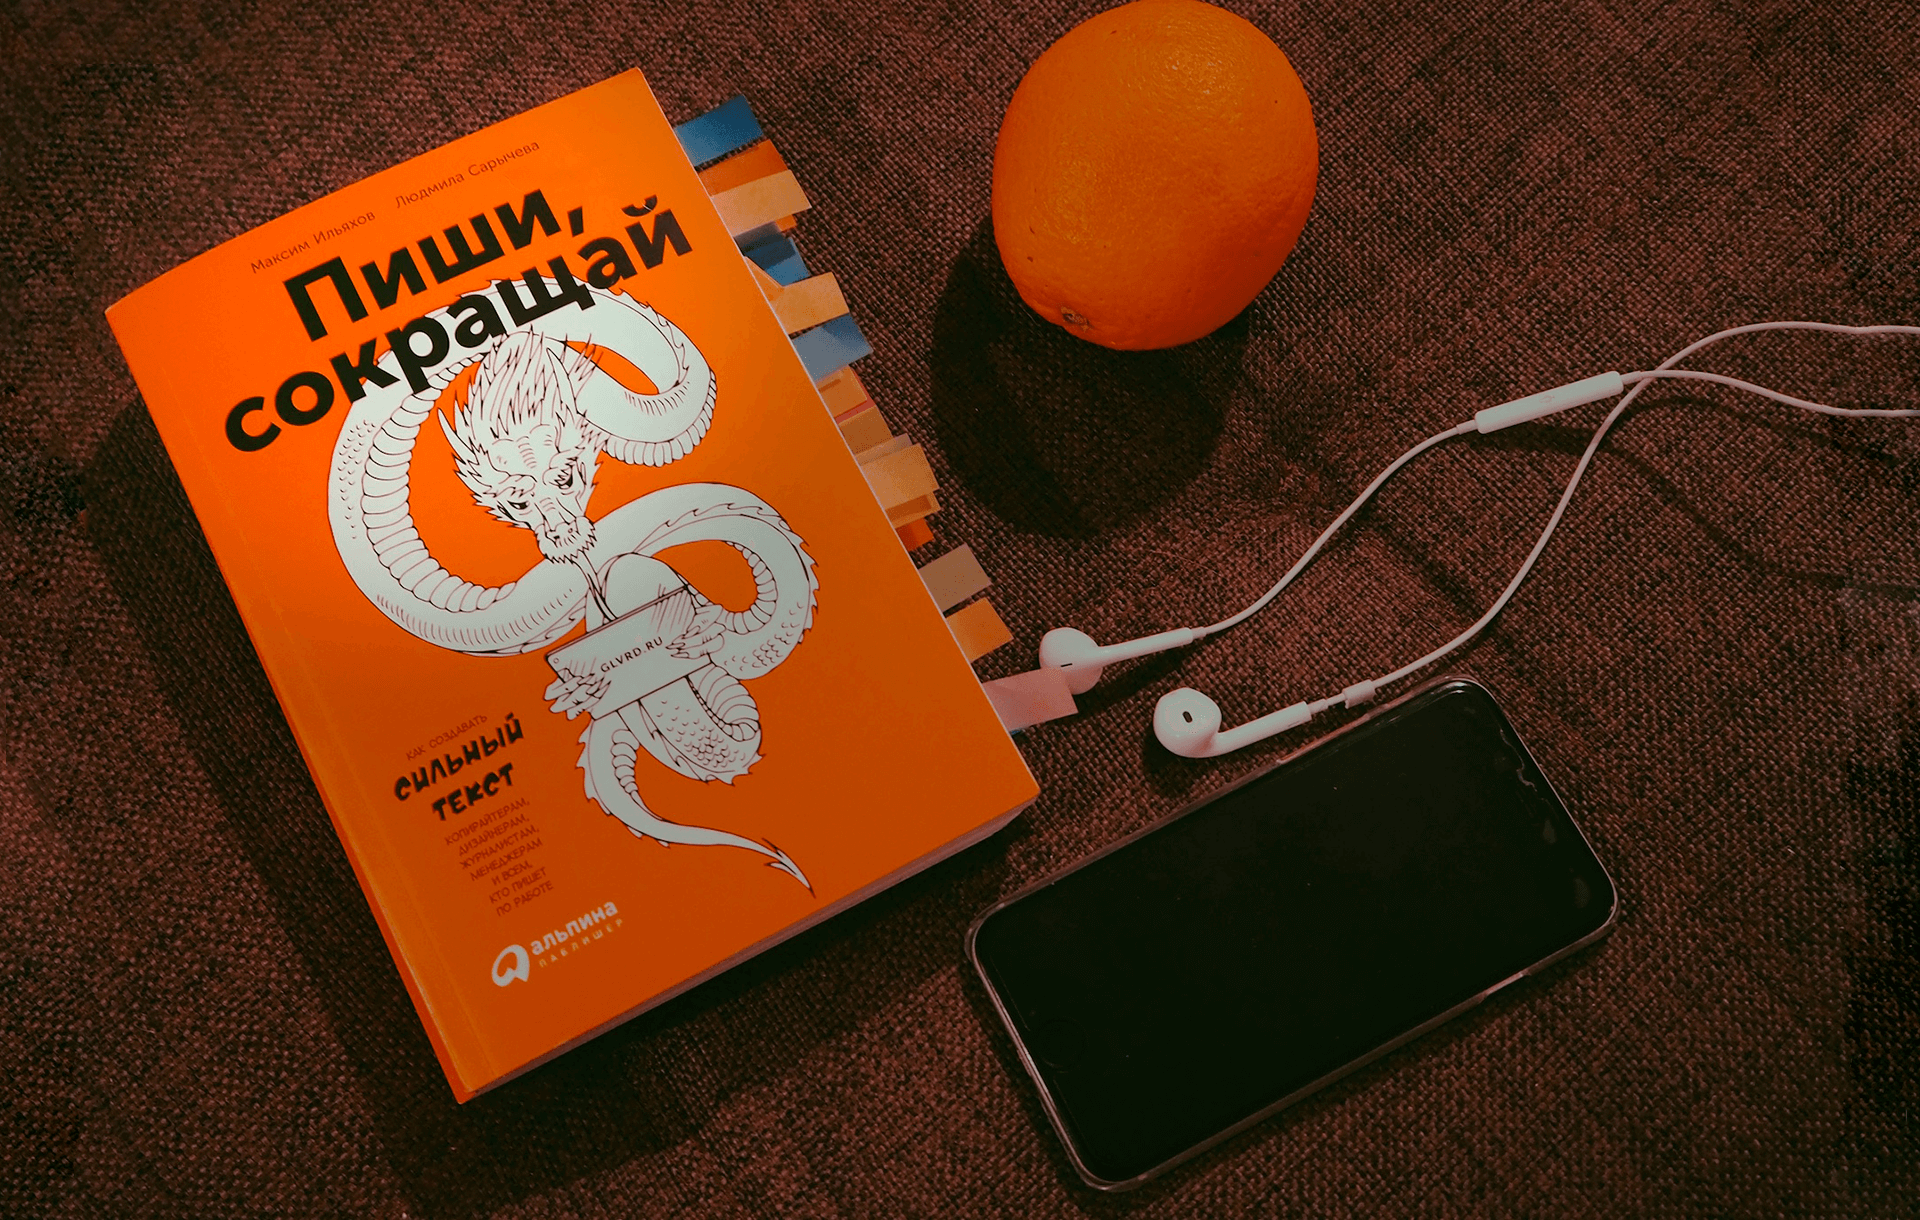 Максим Ильяхов Людмила Сарычева
Пиши,
сокращай
GLVRD.RU
КАК СОЗДАВАТЬ
СИЛЬНЫЙ
ТЕКСТ
КОПИРАЙТЕРАМ,
ДИЗАЙНЕРАМ,
ЖУРНАЛИСТАМ,
МЕНЕДЖЕРАМ
И ВСЕМ,
КТО ПИШЕТ
ПО РАБОТЕ
альпина
ПАБЛИШЕР